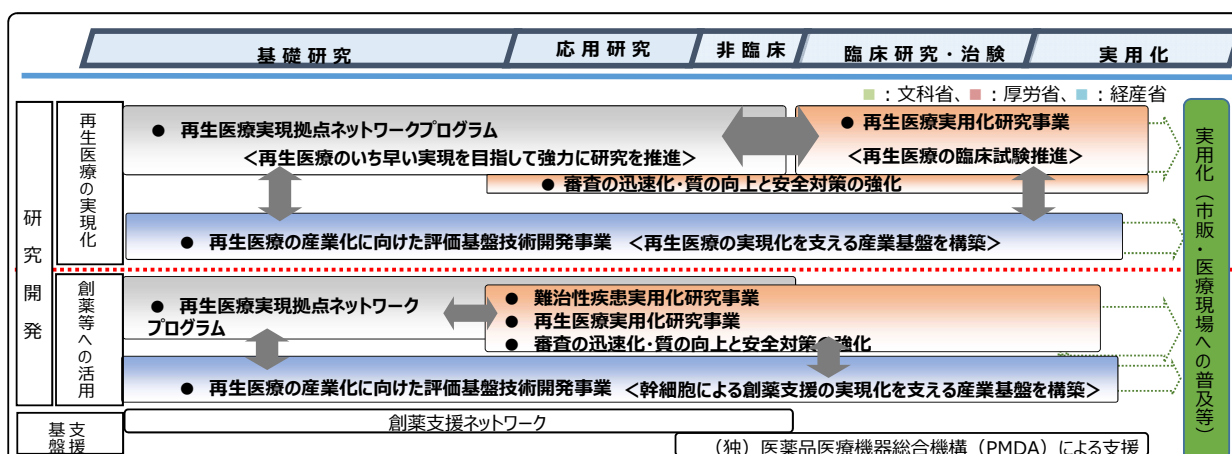 基礎研究
応用研究
非臨床
臨床研究・治験
実用化
■：文科省、■：厚労省、■：経産省
研究開発
再生医療の実現化
● 再生医療実現拠点ネットワークプログラム
＜再生医療のいち早い実現を目指して強力に研究を推進＞
● 再生医療実用化研究事業
＜再生医療の臨床試験推進＞
● 審査の迅速化・質の向上と安全対策の強化
● 再生医療の産業化に向けた評価基盤技術開発事業 ＜再生医療の実現化を支える産業基盤を構築＞
創薬等への活用
● 再生医療実現拠点ネットワーク
プログラム
● 難治性疾患実用化研究事業
● 再生医療実用化研究事業
● 審査の迅速化・質の向上と安全対策の強化
● 再生医療の産業化に向けた評価基盤技術開発事業 ＜幹細胞による創薬支援の実現化を支える産業基盤を構築＞
支援基盤
創薬支援ネットワーク
（独）医薬品医療機器総合機構（PMDA）による支援
実用化（市販・医療現場への普及等）